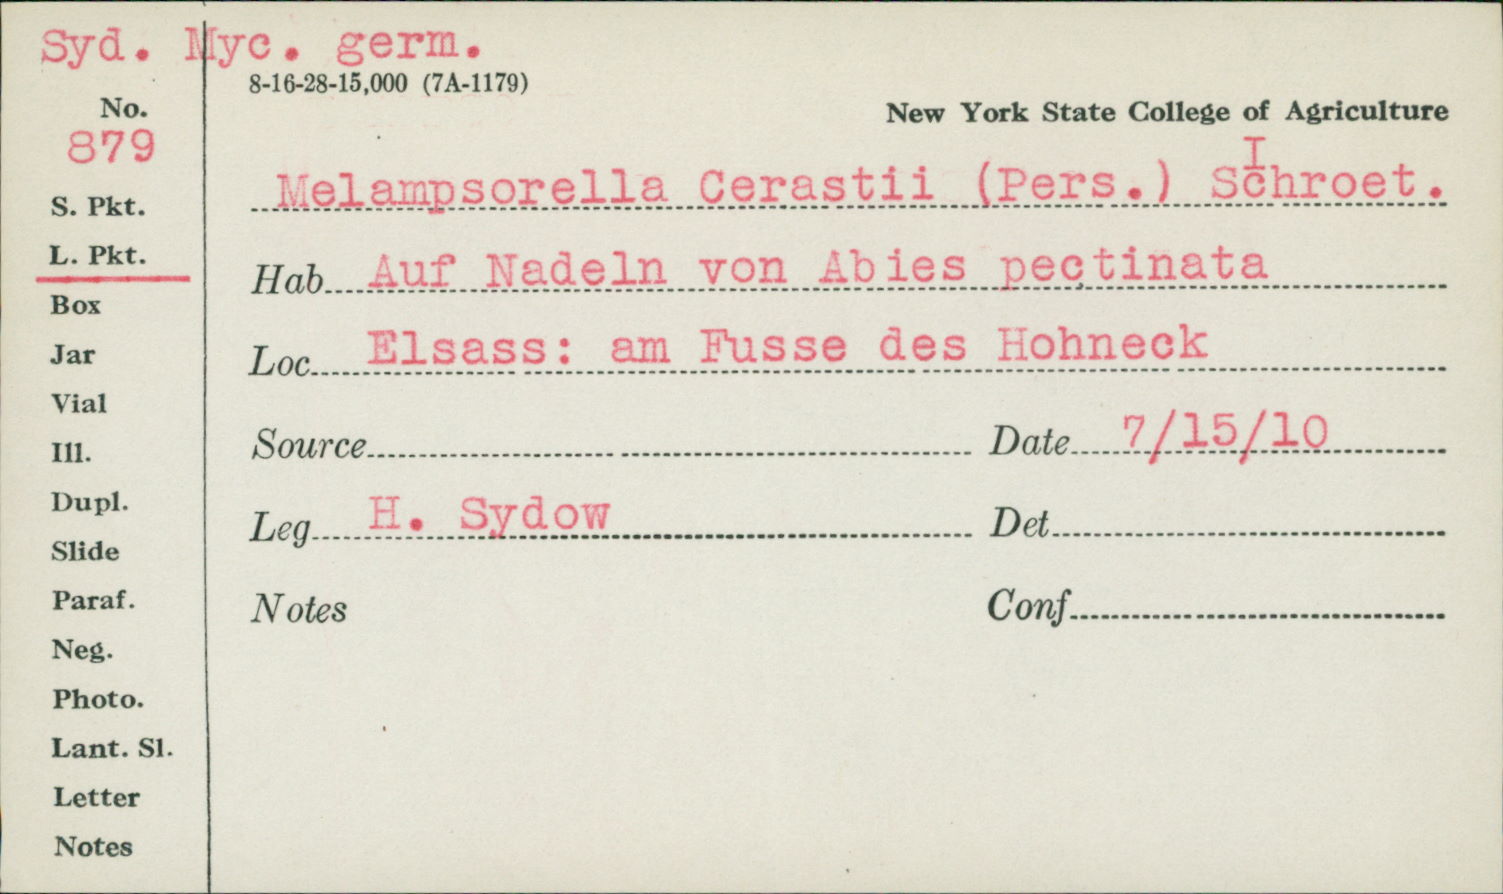 Syd. Myc. germ.
8-16-28-15,000 (7A-1179)
New York State College of Agriculture
No.
879
S. Pkt.
L. Pkt.
Box
Jar
Vial
Ill.
Dupl.
Slide
Paraf.
Neg.
Photo.
Lant. Sl.
Letter
Notes
I
Melampsorella Cerastii (Pers.) Schroet.
Hab. Auf Nadeln von Abies pectinata
Loc. Elsass: am Fusse des Hohneck
Source
Date 7/15/10
Leg H. Sydow
Det
Notes
Conf